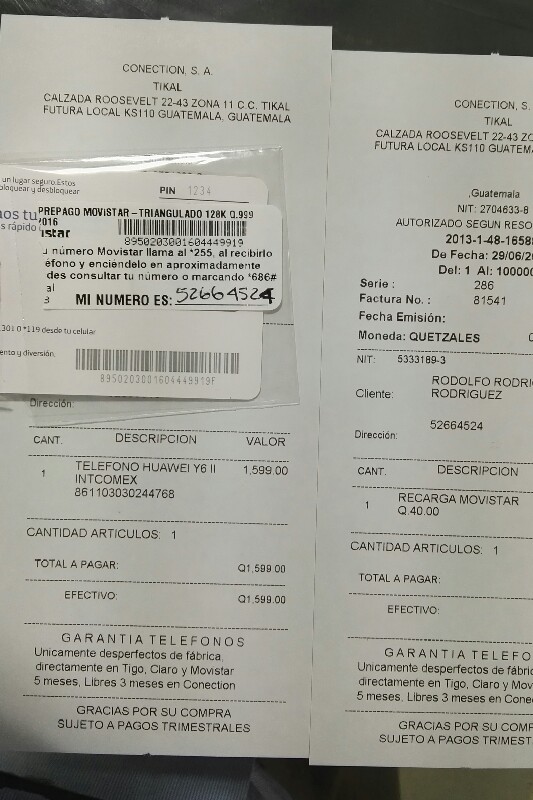 CONECTION, S. A.
TIKAL
CALZADA ROOSEVELT 22-43 ZONA 11 C.C. TIKAL
FUTURA LOCAL KS110 GUATEMALA, GUATEMALA
un lugar seguro. Estos
bloquear y desbloquear
PIN 1234
nos tu
s rápido
PREPAGO MOVISTAR - TRIANGULADO 128K Q.999
2016
istar
8950203001604449919
u número Movistar llama al *255, al recibirlo
éfono y enciéndelo en aproximadamente
des consultar tu número o marcando *686#
al
3 MI NUMERO ES: 52664524
301 O *119 desde tu celular
ento y diversión.
8950203001604449919F
Dirección:
CANT. DESCRIPCION VALOR
1 TELEFONO HUAWEI Y6 II 1,599.00
INTCOMEX
861103030244768
CANTIDAD ARTICULOS: 1
TOTAL A PAGAR: Q1,599.00
EFECTIVO: Q1,599.00
GARANTIA TELEFONOS
Unicamente desperfectos de fábrica,
directamente en Tigo, Claro y Movistar
5 meses, Libres 3 meses en Conection
GRACIAS POR SU COMPRA
SUJETO A PAGOS TRIMESTRALES
CONECTION, S.
TIKAL
CALZADA ROOSEVELT 22-43 ZO
FUTURA LOCAL KS110 GUATEM
,Guatemala
NIT: 2704633-8
AUTORIZADO SEGUN RESO
2013-1-48-1658
De Fecha: 29/06/20
Del: 1 Al: 10000
Serie : 286
Factura No. : 81541
Fecha Emisión:
Moneda: QUETZALES
NIT: 5333189-3
RODOLFO RODRI
Cliente: RODRIGUEZ
52664524
Dirección:
CANT. DESCRIPCION
1 RECARGA MOVISTAR
Q.40.00
CANTIDAD ARTICULOS: 1
TOTAL A PAGAR:
EFECTIVO:
GARANTIA TELEFO
Unicamente desperfectos de fábrica
directamente en Tigo, Claro y Mov
5 meses, Libres 3 meses en Conec
GRACIAS POR SU COMP
SUJETO A PAGOS TRIMEST